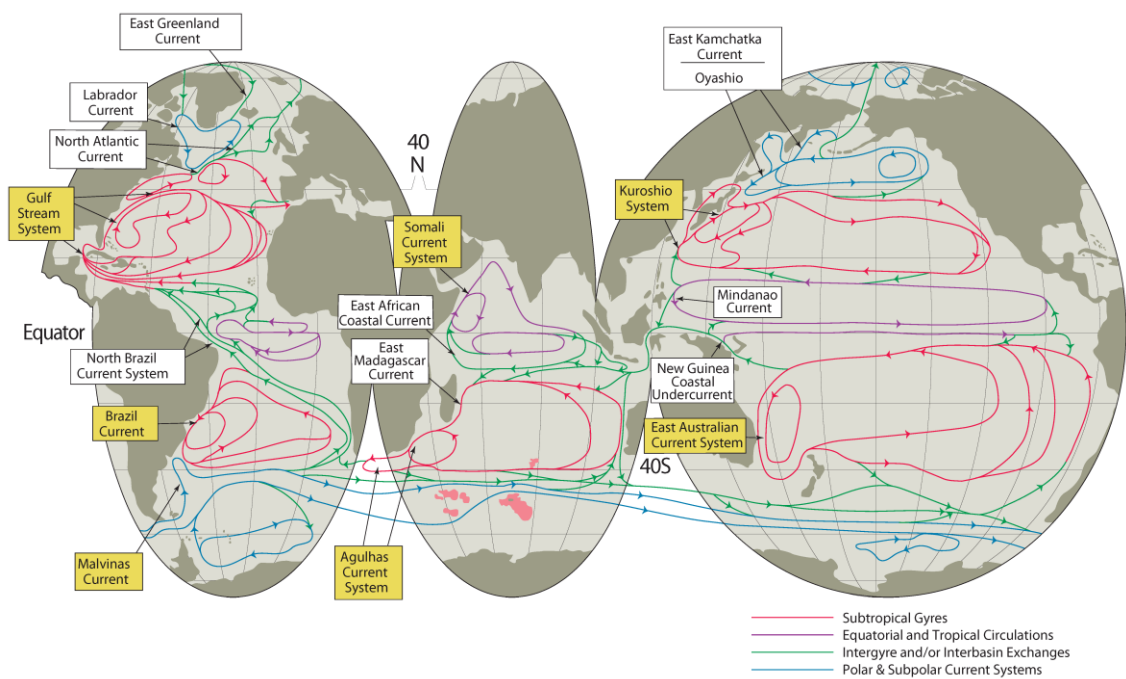 East Greenland
Current
East Kamchatka
Current
Oyashio
Labrador
Current
North Atlantic
Current
40
N
Gulf
Stream
System
Somali
Current
System
Kuroshio
System
East African
Coastal Current
Mindanao
Current
Equator
North Brazil
Current System
East
Madagascar
Current
New Guinea
Coastal
Undercurrent
Brazil
Current
East Australian
Current System
40S
Malvinas
Current
Agulhas
Current
System
Subtropical Gyres
Equatorial and Tropical Circulations
Intergyre and/or Interbasin Exchanges
Polar & Subpolar Current Systems